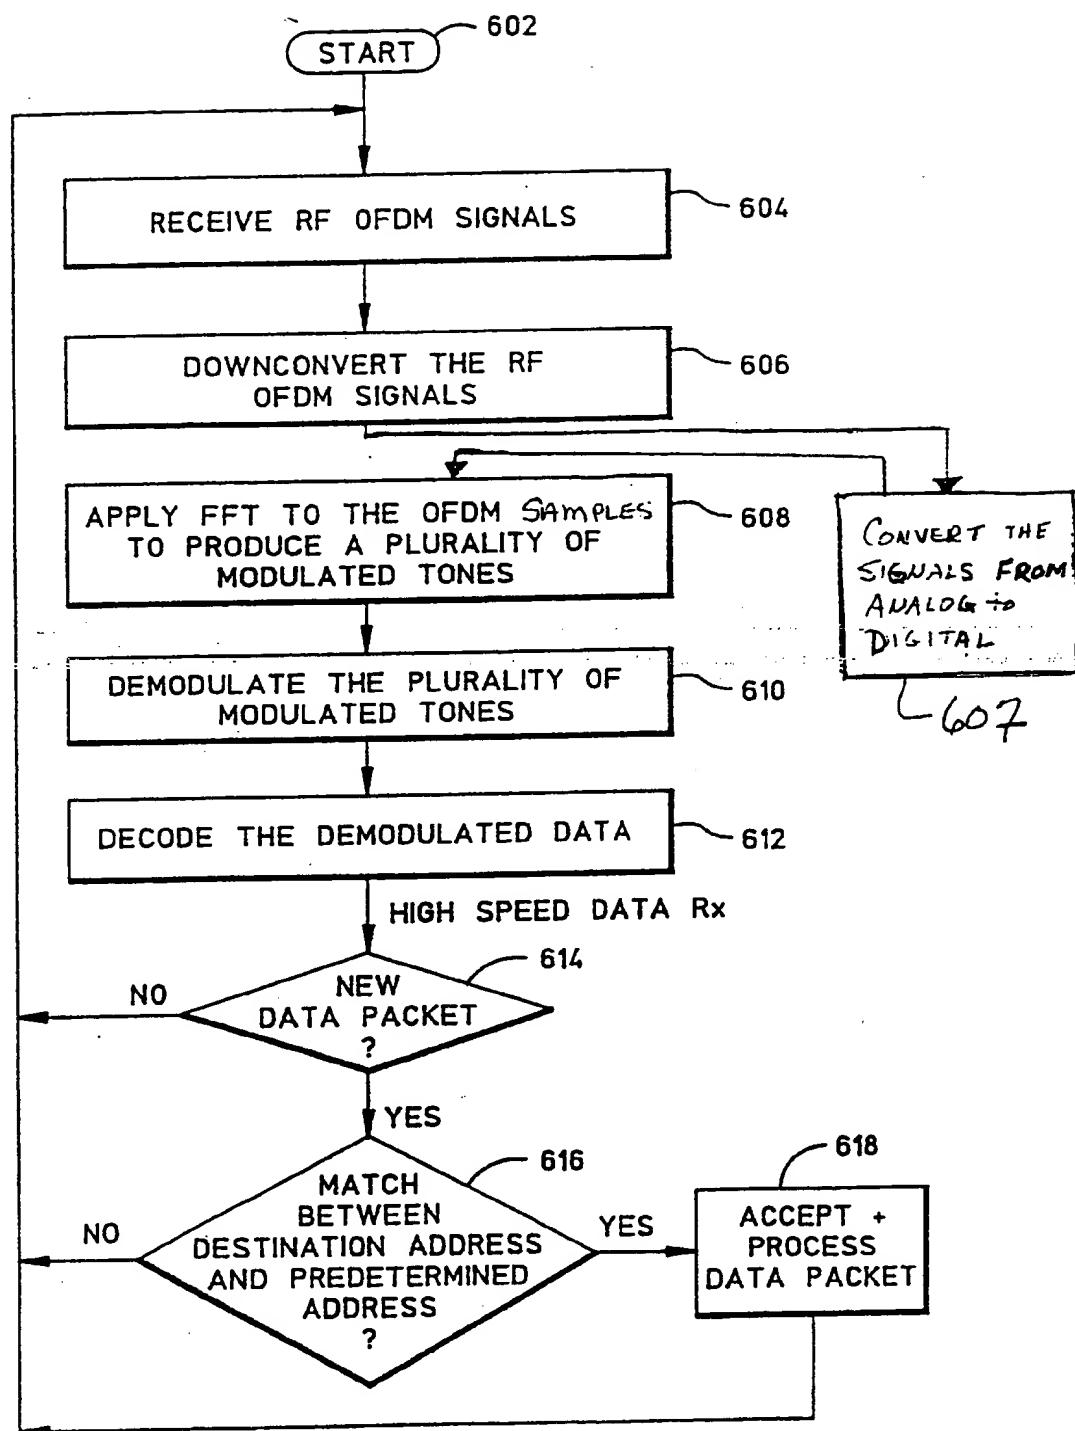 602
START
RECEIVE RF OFDM SIGNALS
604
DOWNCONVERT THE RF
OFDM SIGNALS
606
APPLY FFT TO THE OFDM SAMPLES
TO PRODUCE A PLURALITY OF
MODULATED TONES
608
CONVERT THE
SIGNALS FROM
ANALOG to
DIGITAL
607
DEMODULATE THE PLURALITY OF
MODULATED TONES
610
DECODE THE DEMODULATED DATA
612
HIGH SPEED DATA Rx
614
NO
NEW
DATA PACKET
?
YES
616
MATCH
BETWEEN
DESTINATION ADDRESS
AND PREDETERMINED
ADDRESS
?
NO
YES
618
ACCEPT +
PROCESS
DATA PACKET